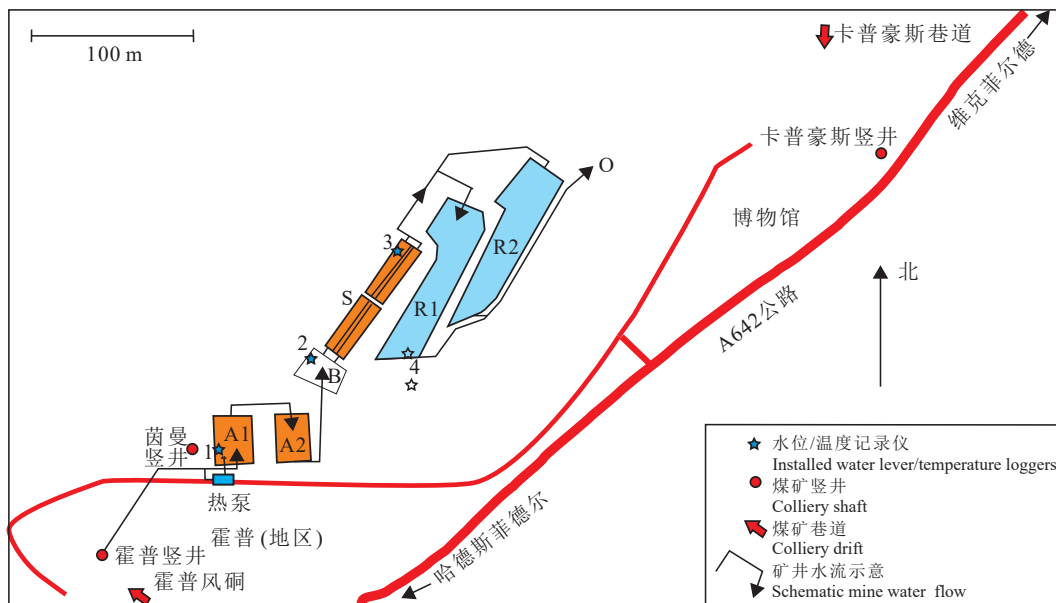 100 m
卡普豪斯巷道
维克菲尔德
卡普豪斯竖井
O
博物馆
R2
3
北
S
R1
A642公路
2
4
B
茵曼
竖井
A1
A2
1
热泵
霍普(地区)
哈德斯菲德尔
霍普竖井
霍普风硐
水位/温度记录仪
Installed water lever/temperature loggers
煤矿竖井
Colliery shaft
煤矿巷道
Colliery drift
矿井水流示意
Schematic mine water flow